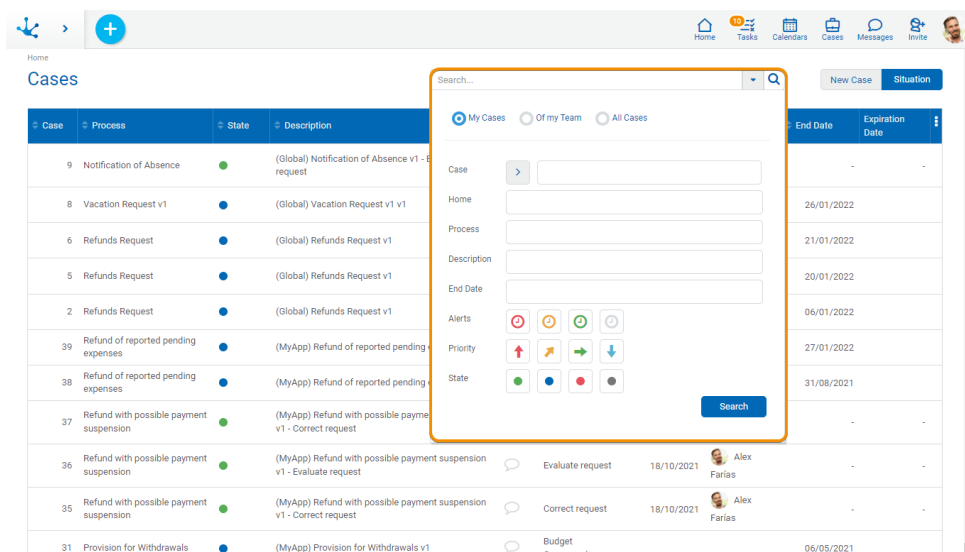 10
Home Tasks Calendars Cases Messages Invite
Home
Cases
Search...
New Case Situation
Case Process State Description End Date Expiration
Date
My Cases Of my Team All Cases
9 Notification of Absence (Global) Notification of Absence v1 - E
request - -
8 Vacation Request v1 (Global) Vacation Request v1 v1 26/01/2022
6 Refunds Request (Global) Refunds Request v1 21/01/2022
5 Refunds Request (Global) Refunds Request v1 20/01/2022
2 Refunds Request (Global) Refunds Request v1 06/01/2022
39 Refund of reported pending
expenses (MyApp) Refund of reported pending 27/01/2022
38 Refund of reported pending
expenses (MyApp) Refund of reported pending 31/08/2021
37 Refund with possible payment
suspension (MyApp) Refund with possible payme
v1 - Correct request - -
Case
Home
Process
Description
End Date
Alerts
Priority
State
Search
36 Refund with possible payment
suspension (MyApp) Refund with possible payment suspension
v1 - Evaluate request Evaluate request 18/10/2021 Alex
Farías - -
35 Refund with possible payment
suspension (MyApp) Refund with possible payment suspension
v1 - Correct request Correct request 18/10/2021 Alex
Farías - -
31 Provision for Withdrawals (MyApp) Provision for Withdrawals v1 Budget 06/05/2021